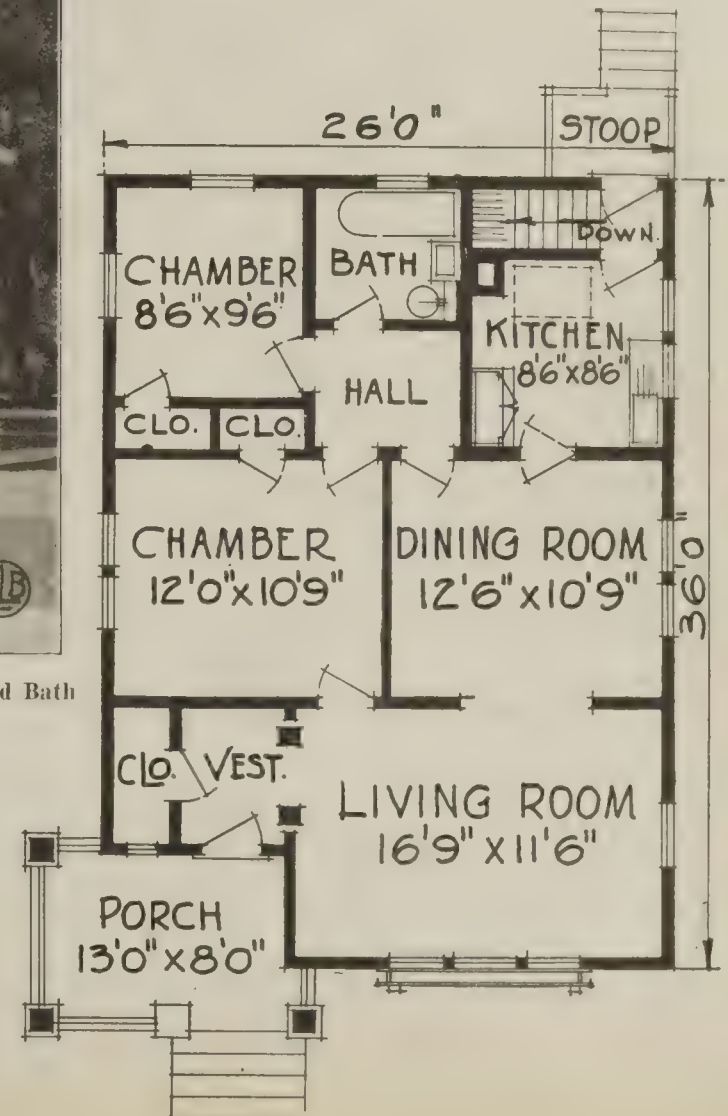 26'0"
STOOP
DOWN.
CHAMBER
8'6"x9'6"
BATH
KITCHEN
8'6"x8'6"
HALL
CLO.
CLO.
CHAMBER
12'0"x10'9"
DINING ROOM
12'6"x10'9"
36'0"
LB
d Bath
CLO.
VEST.
LIVING ROOM
16'9"x11'6"
PORCH
13'0"x8'0"